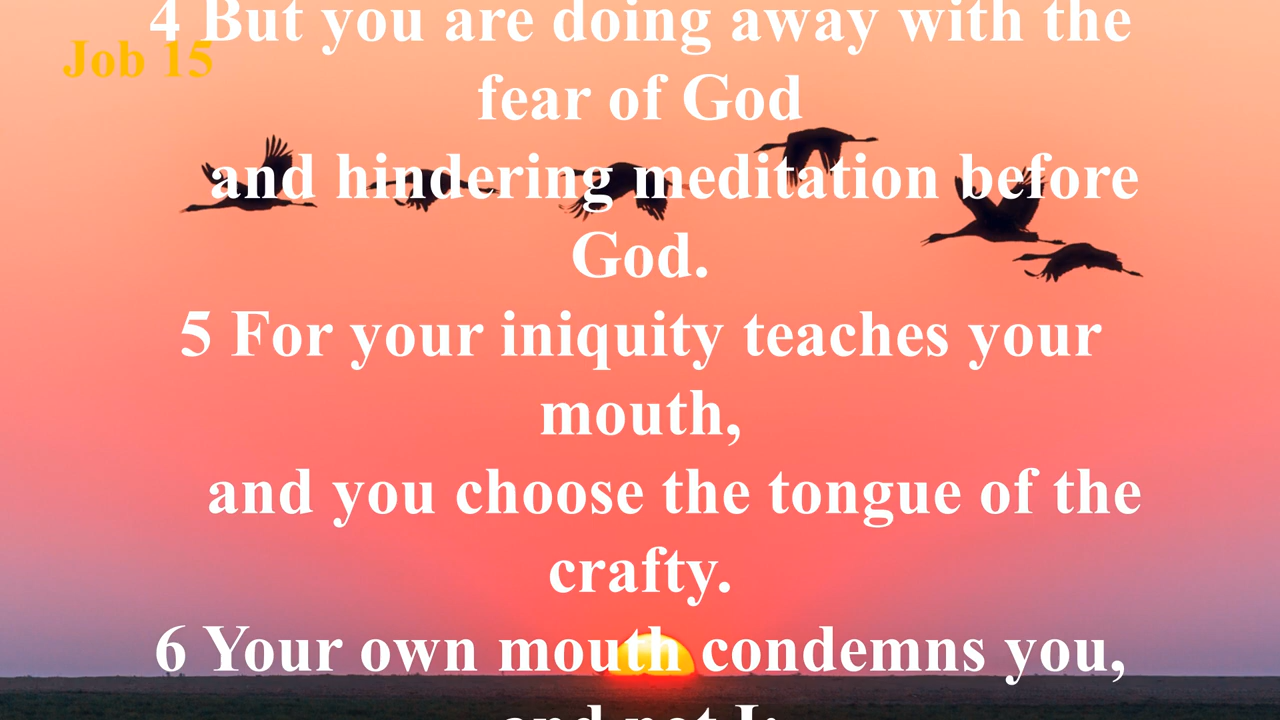 4 But you are doing away with the
Job 15
fear of God
and hindering meditation before
God.
5 For your iniquity teaches your
mouth,
and you choose the tongue of the
crafty.
6 Your own mouth condemns you,
and not I;